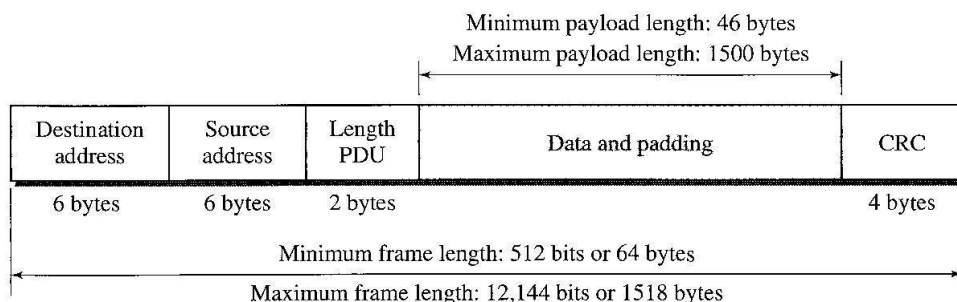 Minimum payload length: 46 bytes
Maximum payload length: 1500 bytes
Destination address
Source address
Length PDU
Data and padding
CRC
6 bytes
6 bytes
2 bytes
4 bytes
Minimum frame length: 512 bits or 64 bytes
Maximum frame length: 12,144 bits or 1518 bytes